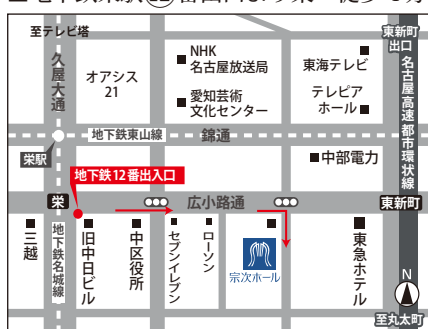 至テレビ塔
久屋大通
オアシス
21
NHK
名古屋放送局
愛知芸術
文化センター
東海テレビ
テレピア
ホール
東新町
出口
名古屋高速都市環状線
地下鉄東山線
錦通
栄駅
中部電力
地下鉄12番出入口
栄
広小路通
東新町
三越
地下鉄名城線
旧中日ビル
中区役所
セブンイレブン
ローソン
宗次ホール
東急ホテル
N
至丸太町